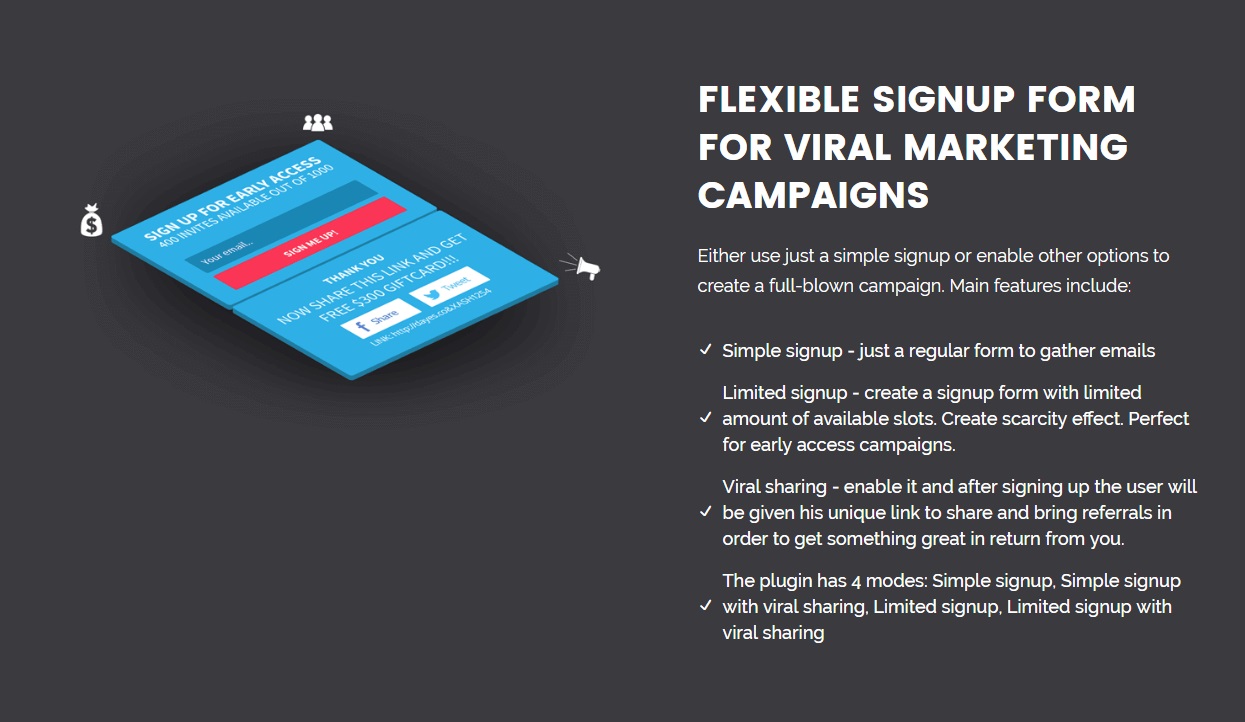 SIGN UP FOR EARLY ACCESS
400 INVITES AVAILABLE OUT OF 1000
Your email...
SIGN ME UP!
THANK YOU
NOW SHARE THIS LINK AND GET
FREE $300 GIFTCARD!!!
Share
Tweet
LINK:
$
FLEXIBLE SIGNUP FORM
FOR VIRAL MARKETING
CAMPAIGNS
Either use just a simple signup or enable other options to
create a full-blown campaign. Main features include:
Simple signup - just a regular form to gather emails
Limited signup - create a signup form with limited
amount of available slots. Create scarcity effect. Perfect
for early access campaigns.
Viral sharing - enable it and after signing up the user will
be given his unique link to share and bring referrals in
order to get something great in return from you.
The plugin has 4 modes: Simple signup, Simple signup
with viral sharing, Limited signup, Limited signup with
viral sharing